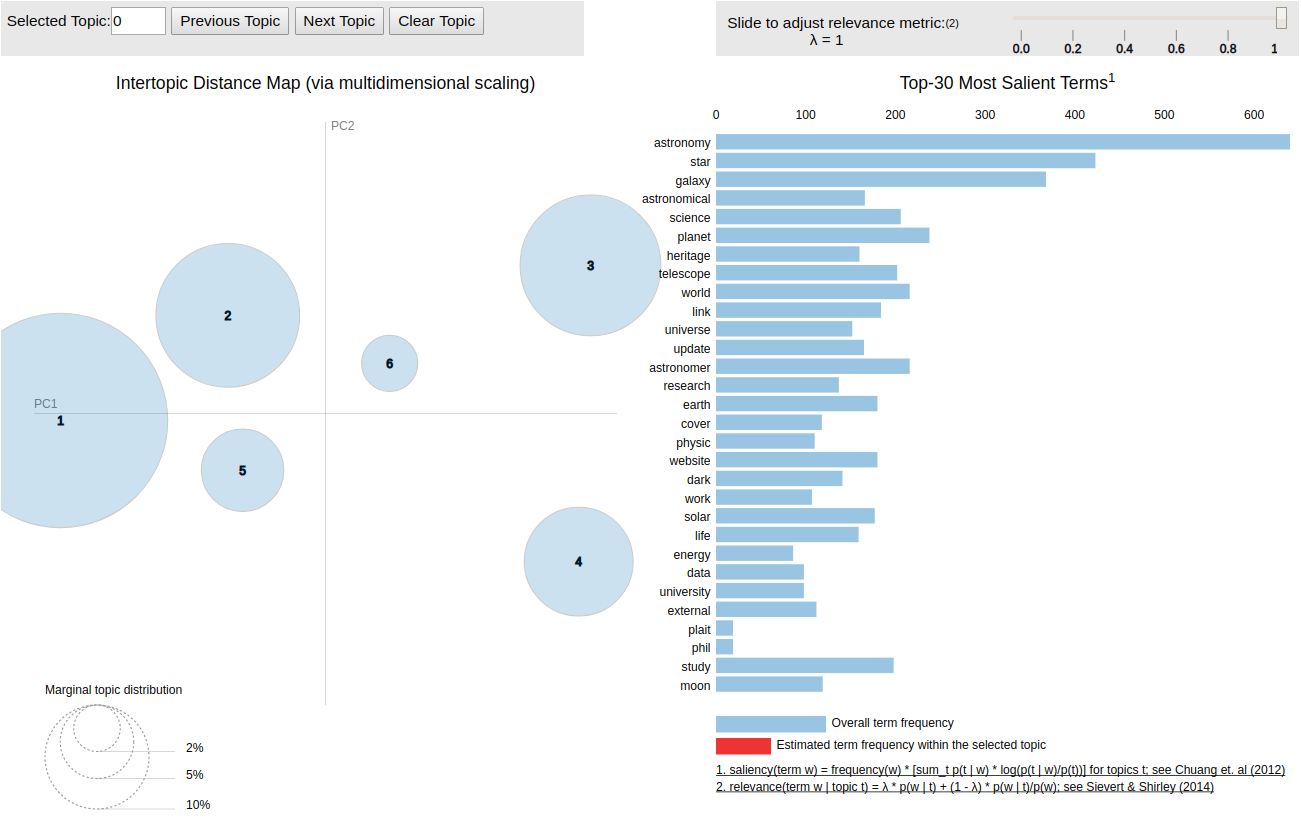 Selected Topic: 0 Previous Topic Next Topic Clear Topic
Slide to adjust relevance metric:(2)
λ = 1
0.0 0.2 0.4 0.6 0.8 1
Intertopic Distance Map (via multidimensional scaling)
PC2
PC1
1
2
3
4
5
6
Marginal topic distribution
2%
5%
10%
Top-30 Most Salient Terms1
0 100 200 300 400 500 600
astronomy
star
galaxy
astronomical
science
planet
heritage
telescope
world
link
universe
update
astronomer
research
earth
cover
physic
website
dark
work
solar
life
energy
data
university
external
plait
phil
study
moon
Overall term frequency
Estimated term frequency within the selected topic
1. saliency(term w) = frequency(w) * [sum_t p(t | w) * log(p(t | w)/p(t))] for topics t; see Chuang et. al (2012)
2. relevance(term w | topic t) = λ * p(w | t) + (1 - λ) * p(w | t)/p(w); see Sievert & Shirley (2014)